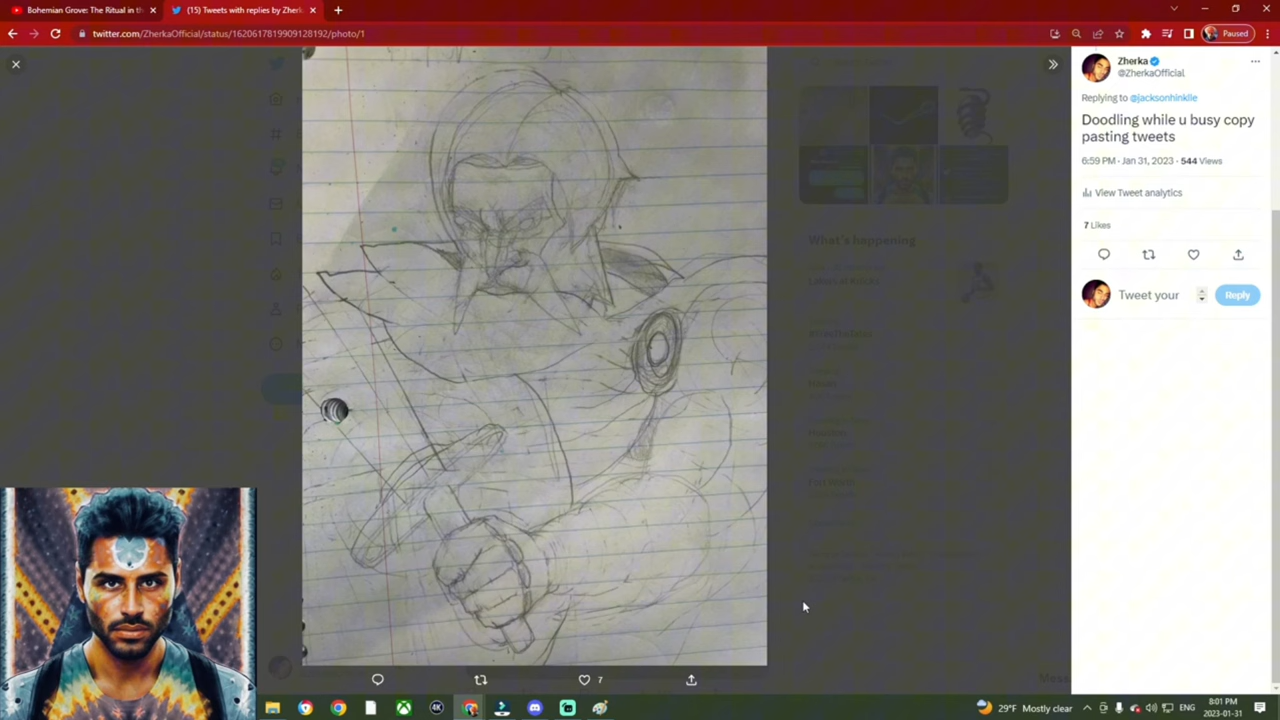 Bohemian Grove: The Ritual in th
(15) Tweets with replies by Zherk
twitter.com/ZherkaOfficial/status/1620617819909128192/photo/1
Paused
Zherka
@ZherkaOfficial
Replying to @jacksonhinklle
Doodling while u busy copy
pasting tweets
6:59 PM · Jan 31, 2023 · 544 Views
View Tweet analytics
7 Likes
Tweet your
Reply
What's happening
7
29°F Mostly clear
ENG
8:01 PM
2023-01-31